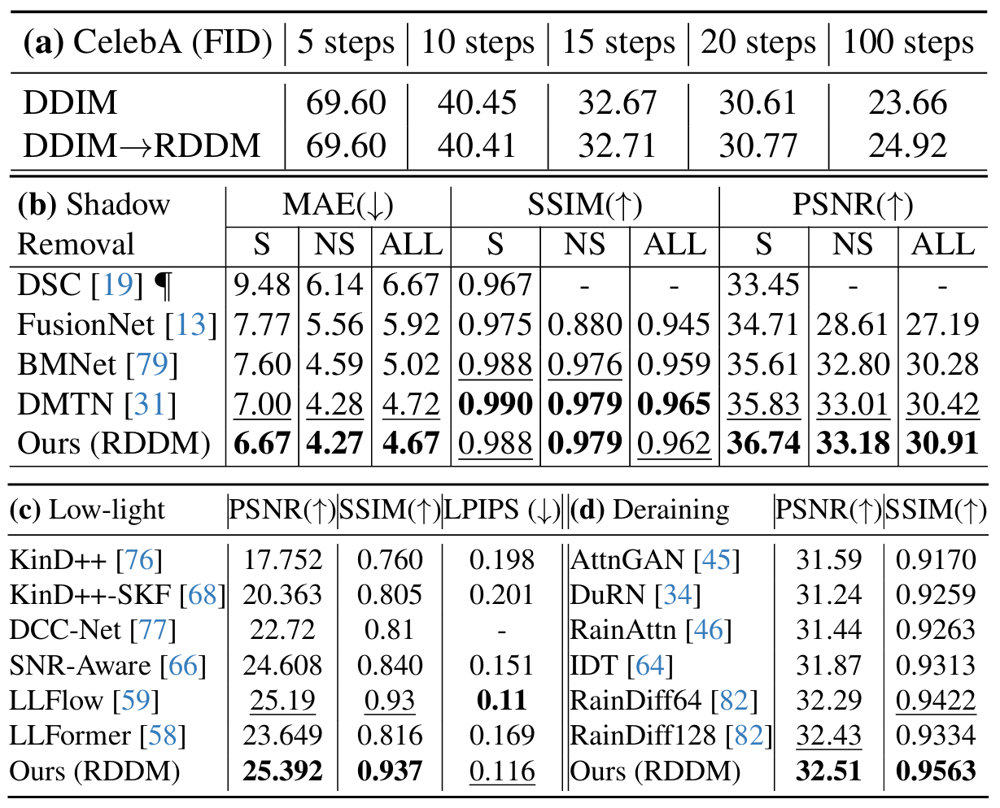 (a) CelebA (FID) 5 steps 10 steps 15 steps 20 steps 100 steps
DDIM 69.60 40.45 32.67 30.61 23.66
DDIM→RDDM 69.60 40.41 32.71 30.77 24.92
(b) Shadow MAE(↓) SSIM(↑) PSNR(↑)
Removal S NS ALL S NS ALL S NS ALL
DSC [19] ¶ 9.48 6.14 6.67 0.967 - - 33.45 - -
FusionNet [13] 7.77 5.56 5.92 0.975 0.880 0.945 34.71 28.61 27.19
BMNet [79] 7.60 4.59 5.02 0.988 0.976 0.959 35.61 32.80 30.28
DMTN [31] 7.00 4.28 4.72 0.990 0.979 0.965 35.83 33.01 30.42
Ours (RDDM) 6.67 4.27 4.67 0.988 0.979 0.962 36.74 33.18 30.91
(c) Low-light PSNR(↑) SSIM(↑) LPIPS (↓) (d) Deraining PSNR(↑) SSIM(↑)
KinD++ [76] 17.752 0.760 0.198 AttnGAN [45] 31.59 0.9170
KinD++-SKF [68] 20.363 0.805 0.201 DuRN [34] 31.24 0.9259
DCC-Net [77] 22.72 0.81 - RainAttn [46] 31.44 0.9263
SNR-Aware [66] 24.608 0.840 0.151 IDT [64] 31.87 0.9313
LLFlow [59] 25.19 0.93 0.11 RainDiff64 [82] 32.29 0.9422
LLFormer [58] 23.649 0.816 0.169 RainDiff128 [82] 32.43 0.9334
Ours (RDDM) 25.392 0.937 0.116 Ours (RDDM) 32.51 0.9563